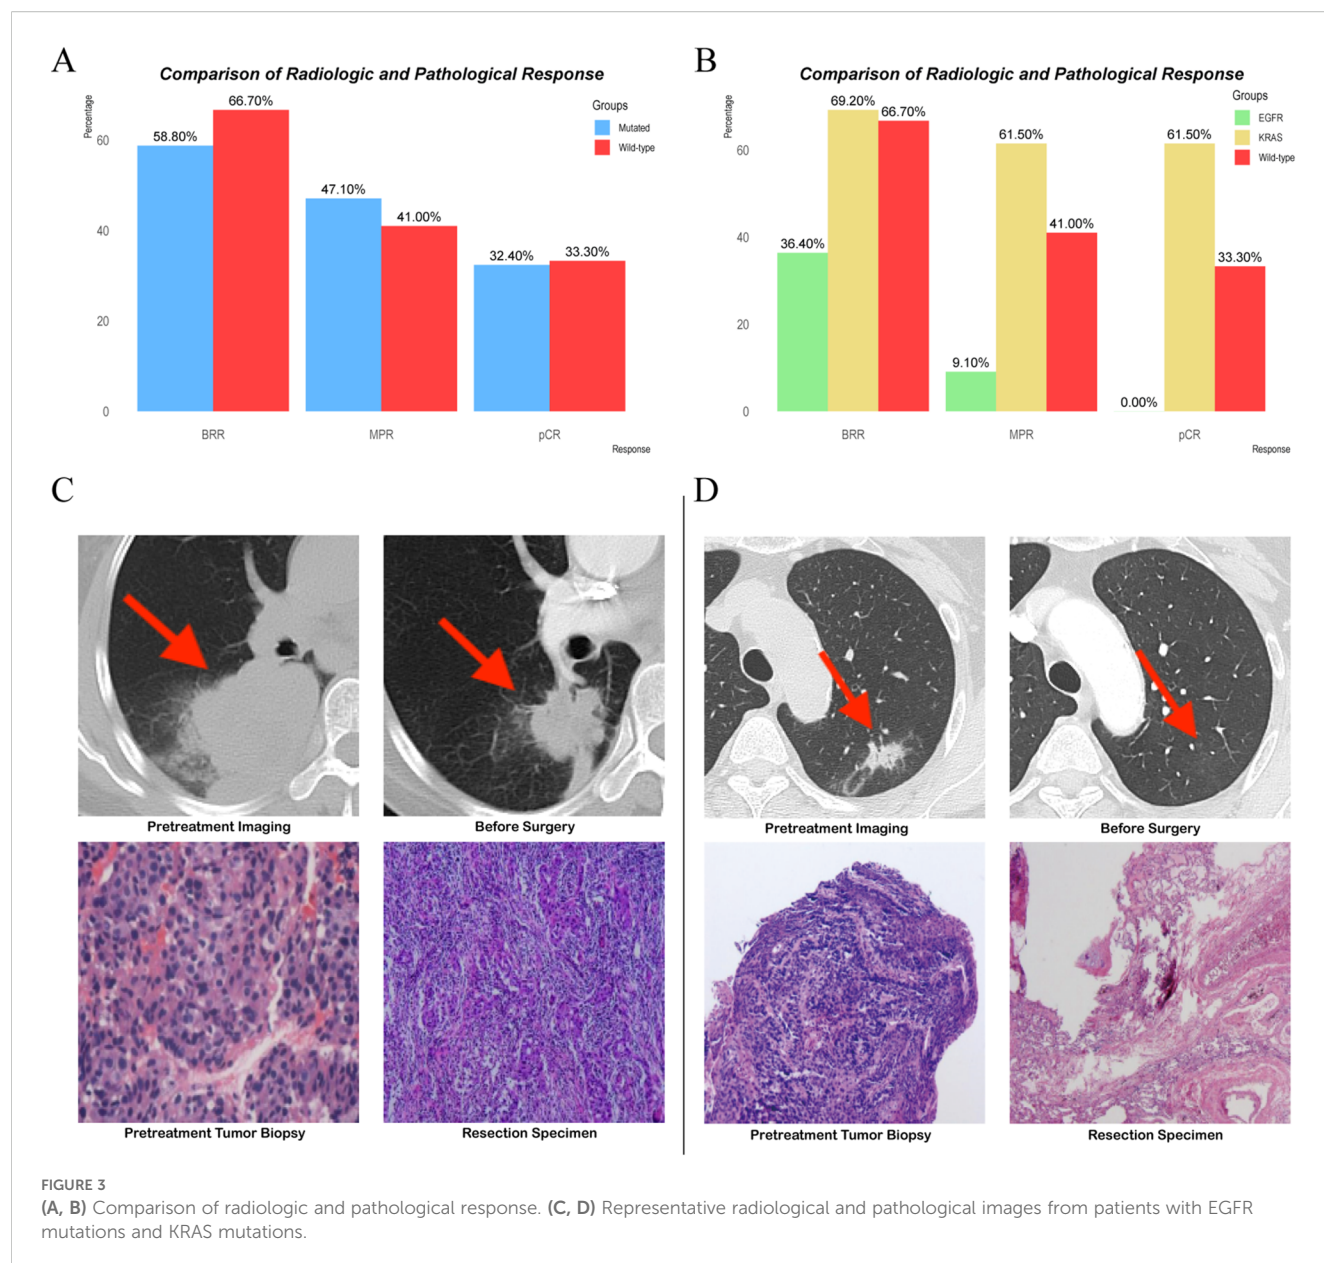 A
Comparison of Radiologic and Pathological Response
Percentage
60
40
20
0
58.80%
66.70%
47.10%
41.00%
32.40%
33.30%
BRR
MPR
pCR
Response
Groups
Mutated
Wild-type
B
Comparison of Radiologic and Pathological Response
Percentage
60
40
20
0
36.40%
69.20%
66.70%
9.10%
61.50%
41.00%
0.00%
61.50%
33.30%
BRR
MPR
pCR
Response
Groups
EGFR
KRAS
Wild-type
C
Pretreatment Imaging
Before Surgery
Pretreatment Tumor Biopsy
Resection Specimen
D
Pretreatment Imaging
Before Surgery
Pretreatment Tumor Biopsy
Resection Specimen
FIGURE 3
(A, B) Comparison of radiologic and pathological response. (C, D) Representative radiological and pathological images from patients with EGFR
mutations and KRAS mutations.